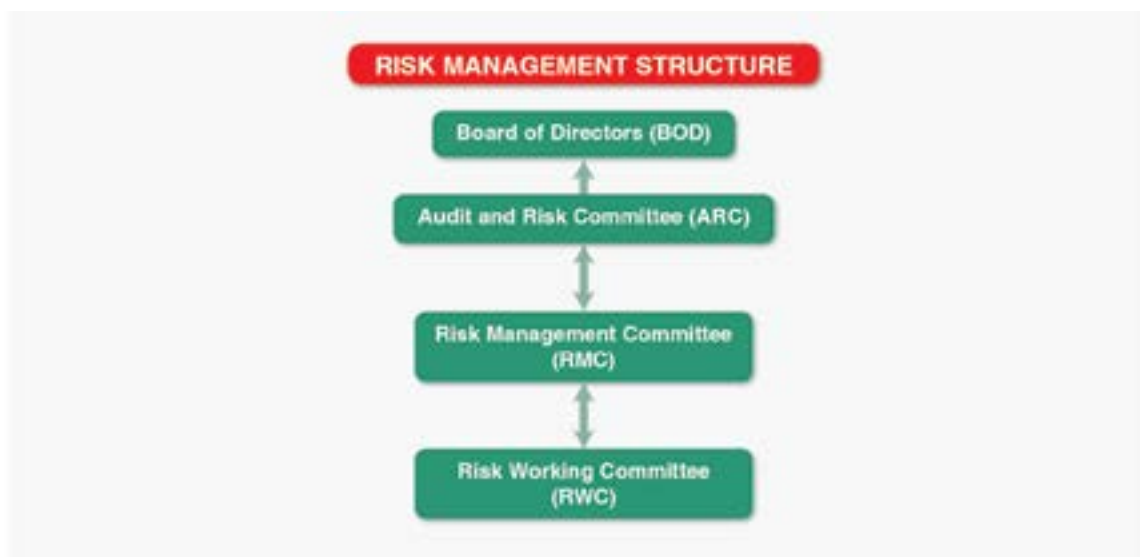 RISK MANAGEMENT STRUCTURE
Board of Directors (BOD)
Audit and Risk Committee (ARC)
Risk Management Committee
(RMC)
Risk Working Committee
(RWC)